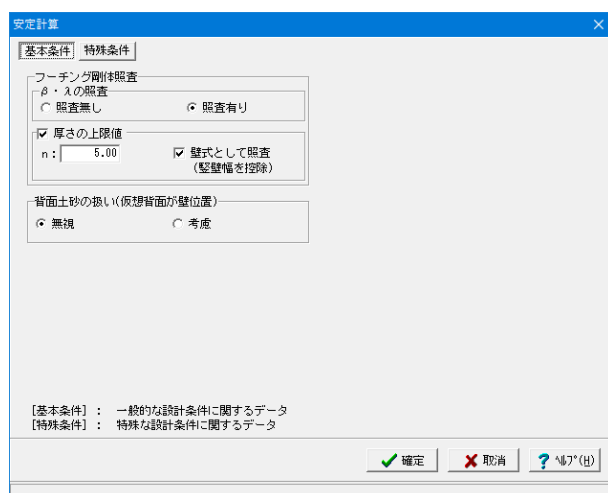 安定計算
基本条件 特殊条件
フーチング剛体照査
β・λの照査
照査無し 照査有り
厚さの上限値
n: 5.00 壁式として照査
(竪壁幅を控除)
背面土砂の扱い(仮想背面が壁位置)
無視 考慮
[基本条件] : 一般的な設計条件に関するデータ
[特殊条件] : 特殊な設計条件に関するデータ
確定 取消 ? ﾍﾙﾌﾟ(H)